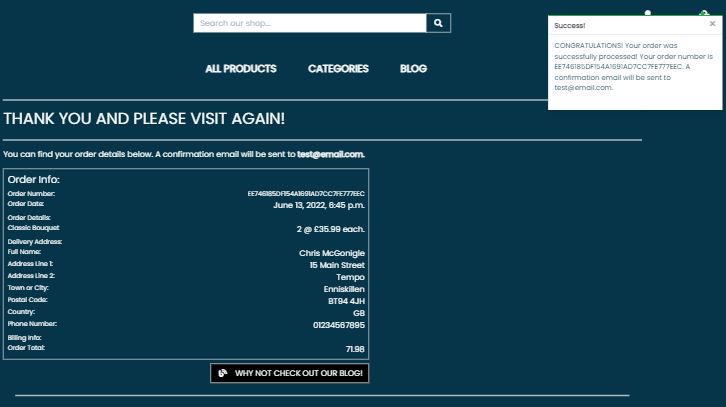 Search our shop...
Success!
×
CONGRATULATIONS! Your order was
successfully processed! Your order number is
EE746185DF154A1691AD7CC7FE777EEC. A
confirmation email will be sent to
test@email.com.
ALL PRODUCTS CATEGORIES BLOG
THANK YOU AND PLEASE VISIT AGAIN!
You can find your order details below. A confirmation email will be sent to test@email.com.
Order Info:
Order Number: EE746185DF154A1691AD7CC7FE777EEC
Order Date: June 13, 2022, 6:45 p.m.
Order Details:
Classic Bouquet 2 @ £35.99 each.
Delivery Address:
Full Name: Chris McGonigle
Address Line 1: 15 Main Street
Address Line 2: Tempo
Town or City: Enniskillen
Postal Code: BT94 4JH
Country: GB
Phone Number: 01234567895
Billing Info:
Order Total: 71.98
WHY NOT CHECK OUT OUR BLOG!